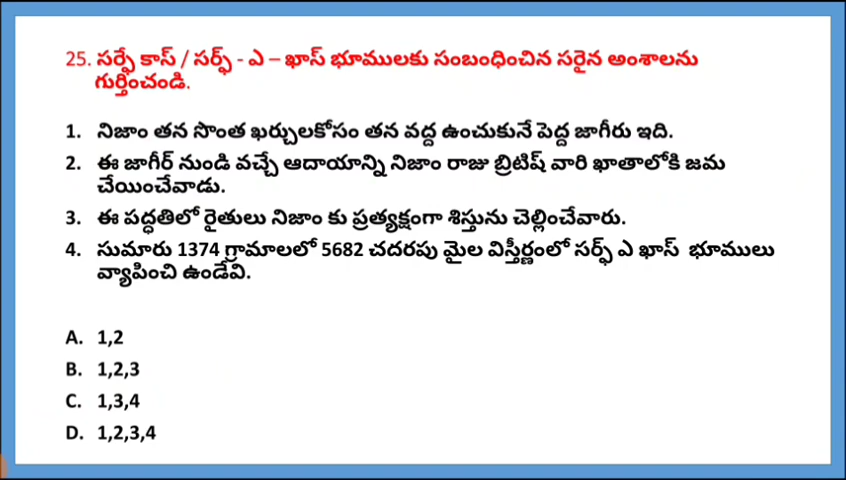 25. సర్ఫే కాస్ / సర్ఫ్ - ఎ – ఖాస్ భూములకు సంబంధించిన సరైన అంశాలను
గుర్తించండి.
1. నిజాం తన సొంత ఖర్చులకోసం తన వద్ద ఉంచుకునే పెద్ద జాగీరు ఇది.
2. ఈ జాగీర్ నుండి వచ్చే ఆదాయాన్ని నిజాం రాజు బ్రిటిష్ వారి ఖాతాలోకి జమ
చేయించేవాడు.
3. ఈ పద్ధతిలో రైతులు నిజాం కు ప్రత్యక్షంగా శిస్తును చెల్లించేవారు.
4. సుమారు 1374 గ్రామాలలో 5682 చదరపు మైల విస్తీర్ణంలో సర్ఫ్ ఎ ఖాస్ భూములు
వ్యాపించి ఉండేవి.
A. 1,2
B. 1,2,3
C. 1,3,4
D. 1,2,3,4